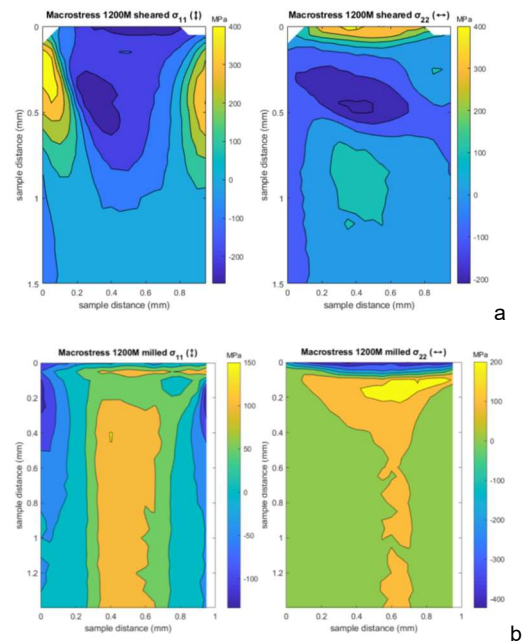 Macrostress 1200M sheared σ11 (↕)
MPa
0
0.5
1
1.5
sample distance (mm)
0 0.2 0.4 0.6 0.8
sample distance (mm)
400
300
200
100
0
-100
-200
Macrostress 1200M sheared σ22 (↔)
MPa
0
0.5
1
1.5
sample distance (mm)
0 0.2 0.4 0.6 0.8
sample distance (mm)
400
300
200
100
0
-100
-200
a
Macrostress 1200M milled σ11 (↕)
MPa
0
0.2
0.4
0.6
0.8
1
1.2
sample distance (mm)
0 0.2 0.4 0.6 0.8 1
sample distance (mm)
150
100
50
0
-50
-100
Macrostress 1200M milled σ22 (↔)
MPa
0
0.2
0.4
0.6
0.8
1
1.2
sample distance (mm)
0 0.2 0.4 0.6 0.8
sample distance (mm)
200
100
0
-100
-200
-300
-400
b